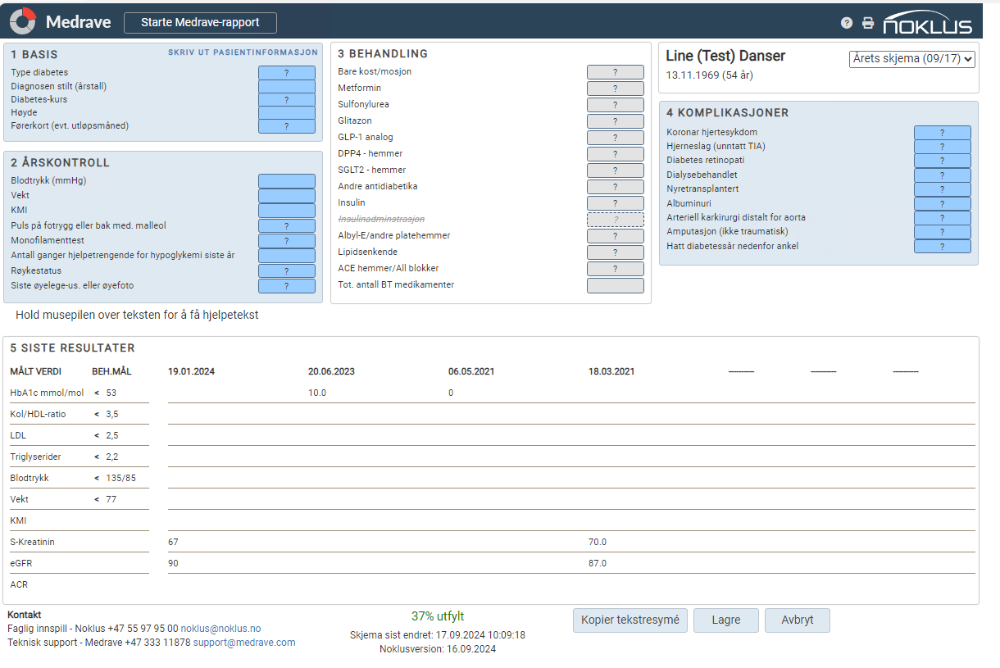 Medrave Starte Medrave-rapport ? NOKLUS
1 BASIS SKRIV UT PASIENTINFORMASJON
Type diabetes ?
Diagnosen stilt (årstall)
Diabetes-kurs ?
Høyde
Førerkort (evt. utløpsmåned) ?
2 ÅRSKONTROLL
Blodtrykk (mmHg)
Vekt
KMI
Puls på fotrygg eller bak med. malleol ?
Monofilamenttest ?
Antall ganger hjelpetrengende for hypoglykemi siste år
Røykestatus ?
Siste øyelege-us. eller øyefoto ?
Hold musepilen over teksten for å få hjelpetekst
3 BEHANDLING
Bare kost/mosjon ?
Metformin ?
Sulfonylurea ?
Glitazon ?
GLP-1 analog ?
DPP4 - hemmer ?
SGLT2 - hemmer ?
Andre antidiabetika ?
Insulin ?
Insulinadminstrasjon ?
Albyl-E/andre platehemmer ?
Lipidsenkende ?
ACE hemmer/All blokker ?
Tot. antall BT medikamenter
Line (Test) Danser Årets skjema (09/17)
13.11.1969 (54 år)
4 KOMPLIKASJONER
Koronar hjertesykdom ?
Hjerneslag (unntatt TIA) ?
Diabetes retinopati ?
Dialysebehandlet ?
Nyretransplantert ?
Albuminuri ?
Arteriell karkirurgi distalt for aorta ?
Amputasjon (ikke traumatisk) ?
Hatt diabetessår nedenfor ankel ?
5 SISTE RESULTATER
MÅLT VERDI BEH.MÅL 19.01.2024 20.06.2023 06.05.2021 18.03.2021 ---------- ---------- ----------
HbA1c mmol/mol < 53 10.0 0
Kol/HDL-ratio < 3,5
LDL < 2,5
Triglyserider < 2,2
Blodtrykk < 135/85
Vekt < 77
KMI
S-Kreatinin 67 70.0
eGFR 90 87.0
ACR
Kontakt
Faglig innspill - Noklus +47 55 97 95 00 noklus@noklus.no
Teknisk support - Medrave +47 333 11878 support@medrave.com
37% utfylt
Skjema sist endret: 17.09.2024 10:09:18
Noklusversion: 16.09.2024
Kopier tekstresymé Lagre Avbryt